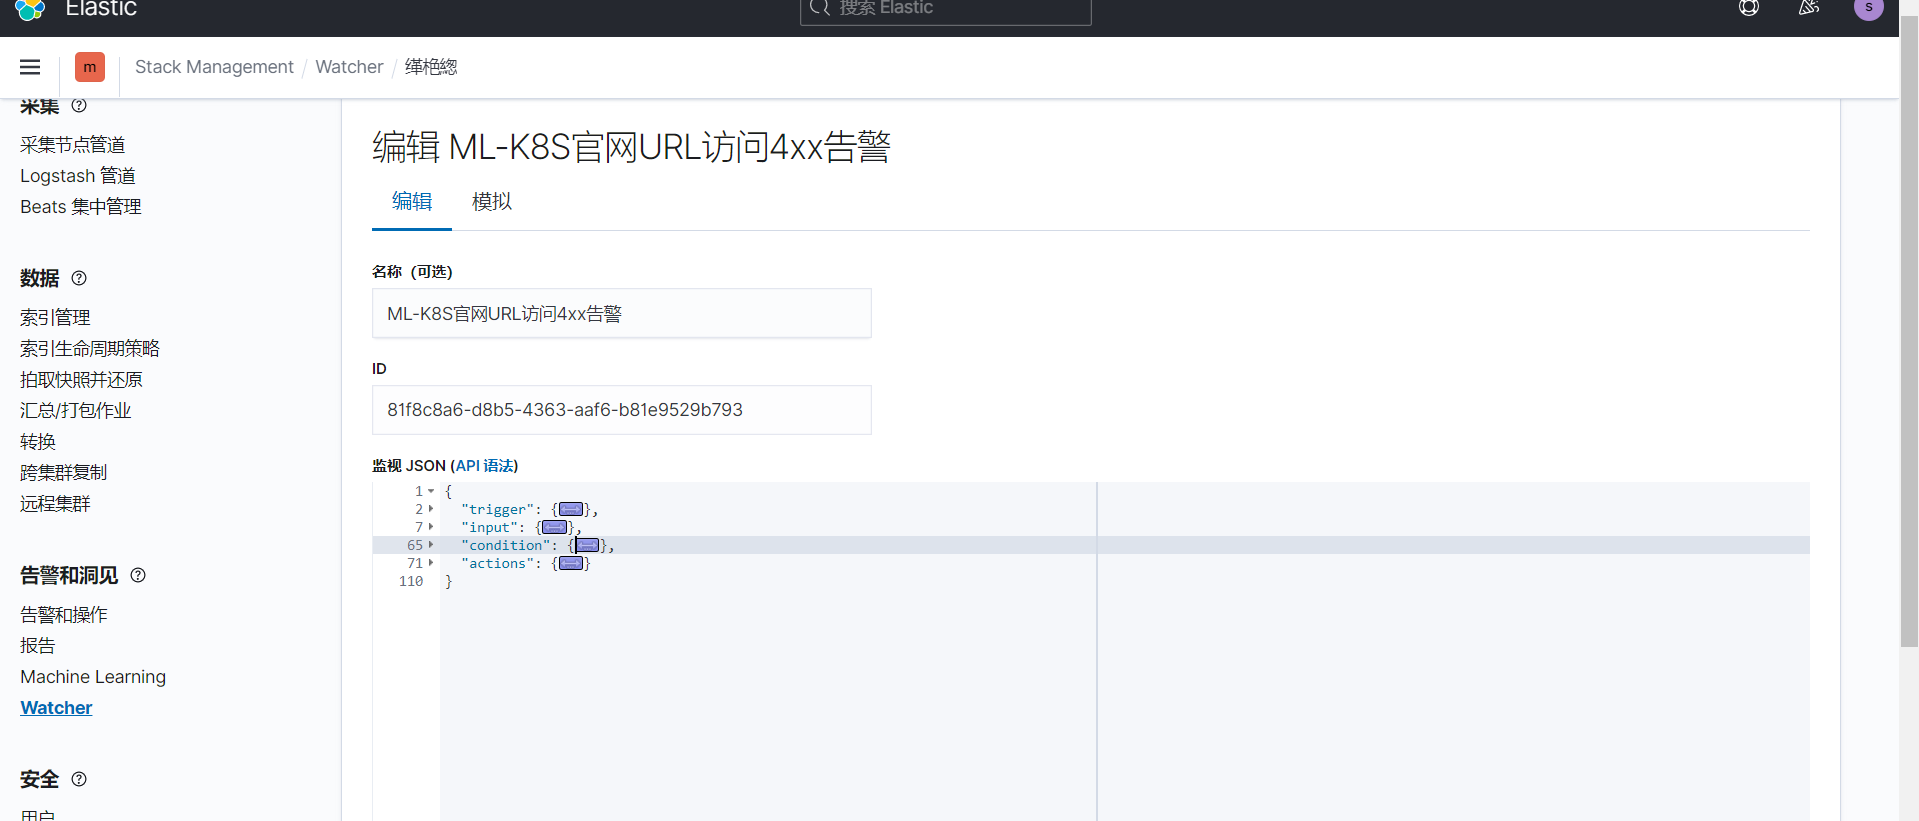 Elastic
搜索 Elastic
s
m
Stack Management / Watcher / 缂栬緫
采集
采集节点管道
Logstash 管道
Beats 集中管理
数据
索引管理
索引生命周期策略
拍取快照并还原
汇总/打包作业
转换
跨集群复制
远程集群
告警和洞见
告警和操作
报告
Machine Learning
Watcher
安全
用户
编辑 ML-K8S官网URL访问4xx告警
编辑 模拟
名称（可选）
ML-K8S官网URL访问4xx告警
ID
81f8c8a6-d8b5-4363-aaf6-b81e9529b793
监视 JSON (API 语法)
1 {
2 "trigger": {},
7 "input": {},
65 "condition": {},
71 "actions": {}
110 }